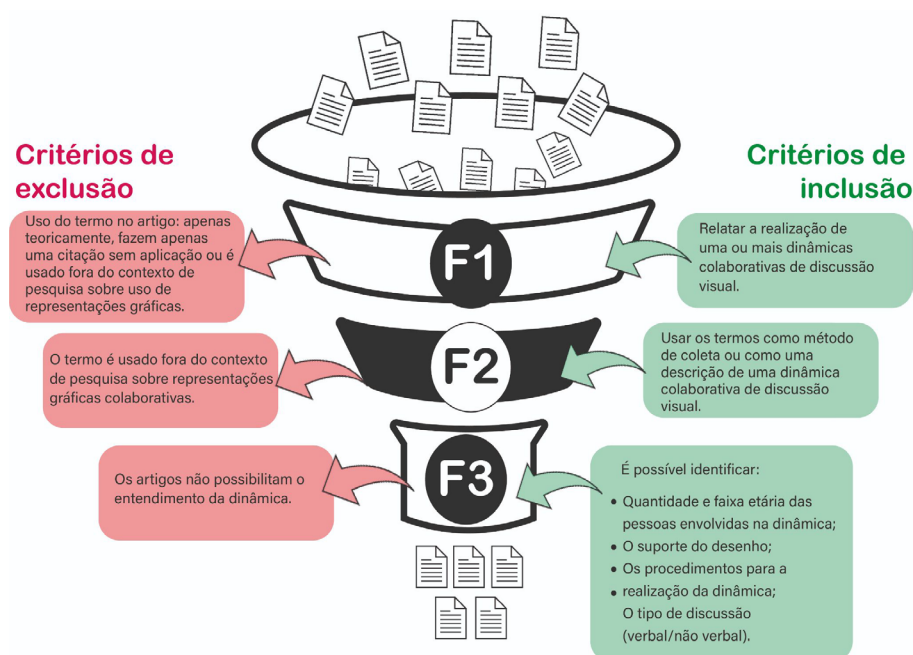 Critérios de
exclusão
Critérios de
inclusão
Uso do termo no artigo: apenas
teoricamente, fazem apenas
uma citação sem aplicação ou é
usado fora do contexto de
pesquisa sobre uso de
representações gráficas.
F1
Relatar a realização de
uma ou mais dinâmicas
colaborativas de discussão
visual.
O termo é usado fora do contexto
de pesquisa sobre representações
gráficas colaborativas.
F2
Usar os termos como método
de coleta ou como uma
descrição de uma dinâmica
colaborativa de discussão
visual.
Os artigos não possibilitam o
entendimento da dinâmica.
F3
É possível identificar:
• Quantidade e faixa etária das
pessoas envolvidas na dinâmica;
• O suporte do desenho;
• Os procedimentos para a
• realização da dinâmica;
O tipo de discussão
(verbal/não verbal).